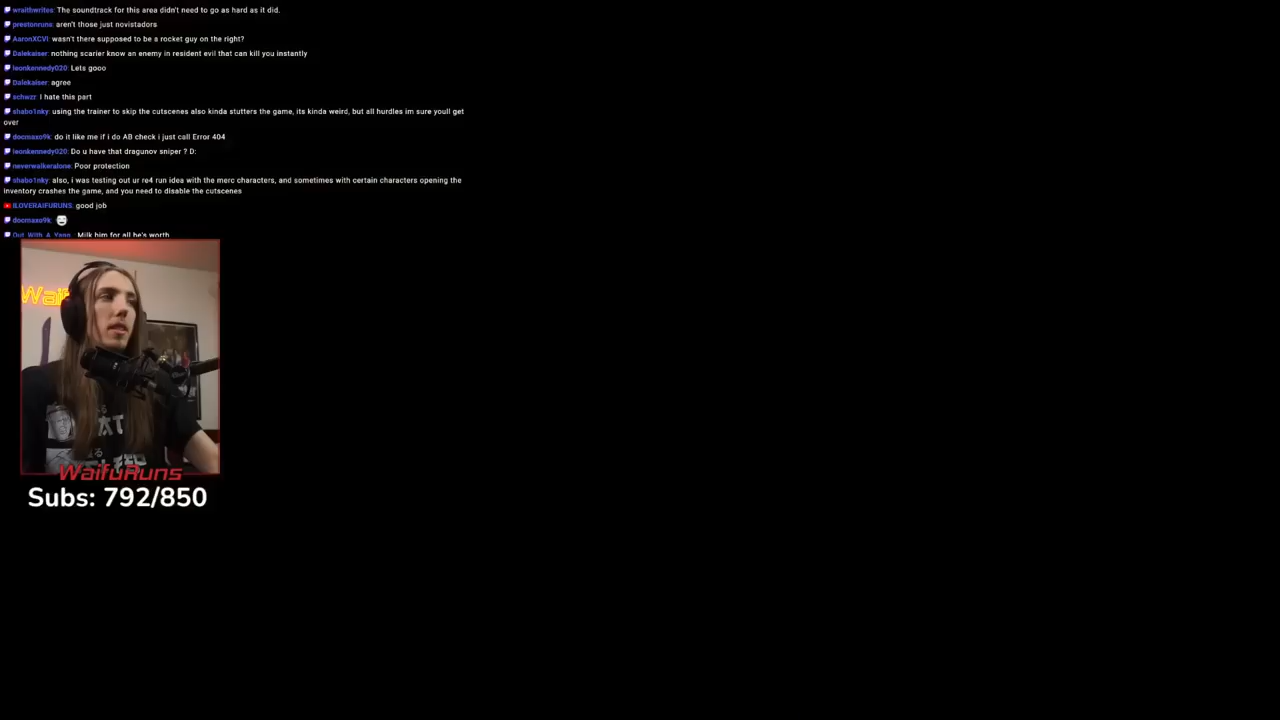 wraithwrites: The soundtrack for this area didn't need to go as hard as it did.
prestonruns: aren't those just novistadors
AaronXCVI: wasn't there supposed to be a rocket guy on the right?
Dalekaiser: nothing scarier know an enemy in resident evil that can kill you instantly
leonkennedy020: Lets gooo
Dalekaiser: agree
schwzr: I hate this part
shabo1nky: using the trainer to skip the cutscenes also kinda stutters the game, its kinda weird, but all hurdles im sure youll get
over
docmaxo9k: do it like me if i do AB check i just call Error 404
leonkennedy020: Do u have that dragunov sniper ? D:
neverwalkeralone: Poor protection
shabo1nky: also, i was testing out ur re4 run idea with the merc characters, and sometimes with certain characters opening the
inventory crashes the game, and you need to disable the cutscenes
ILOVERAIFURUNS: good job
docmaxo9k:
Out_With_A_Yang_: Milk him for all he's worth
Wait
WaifuRuns
Subs: 792/850